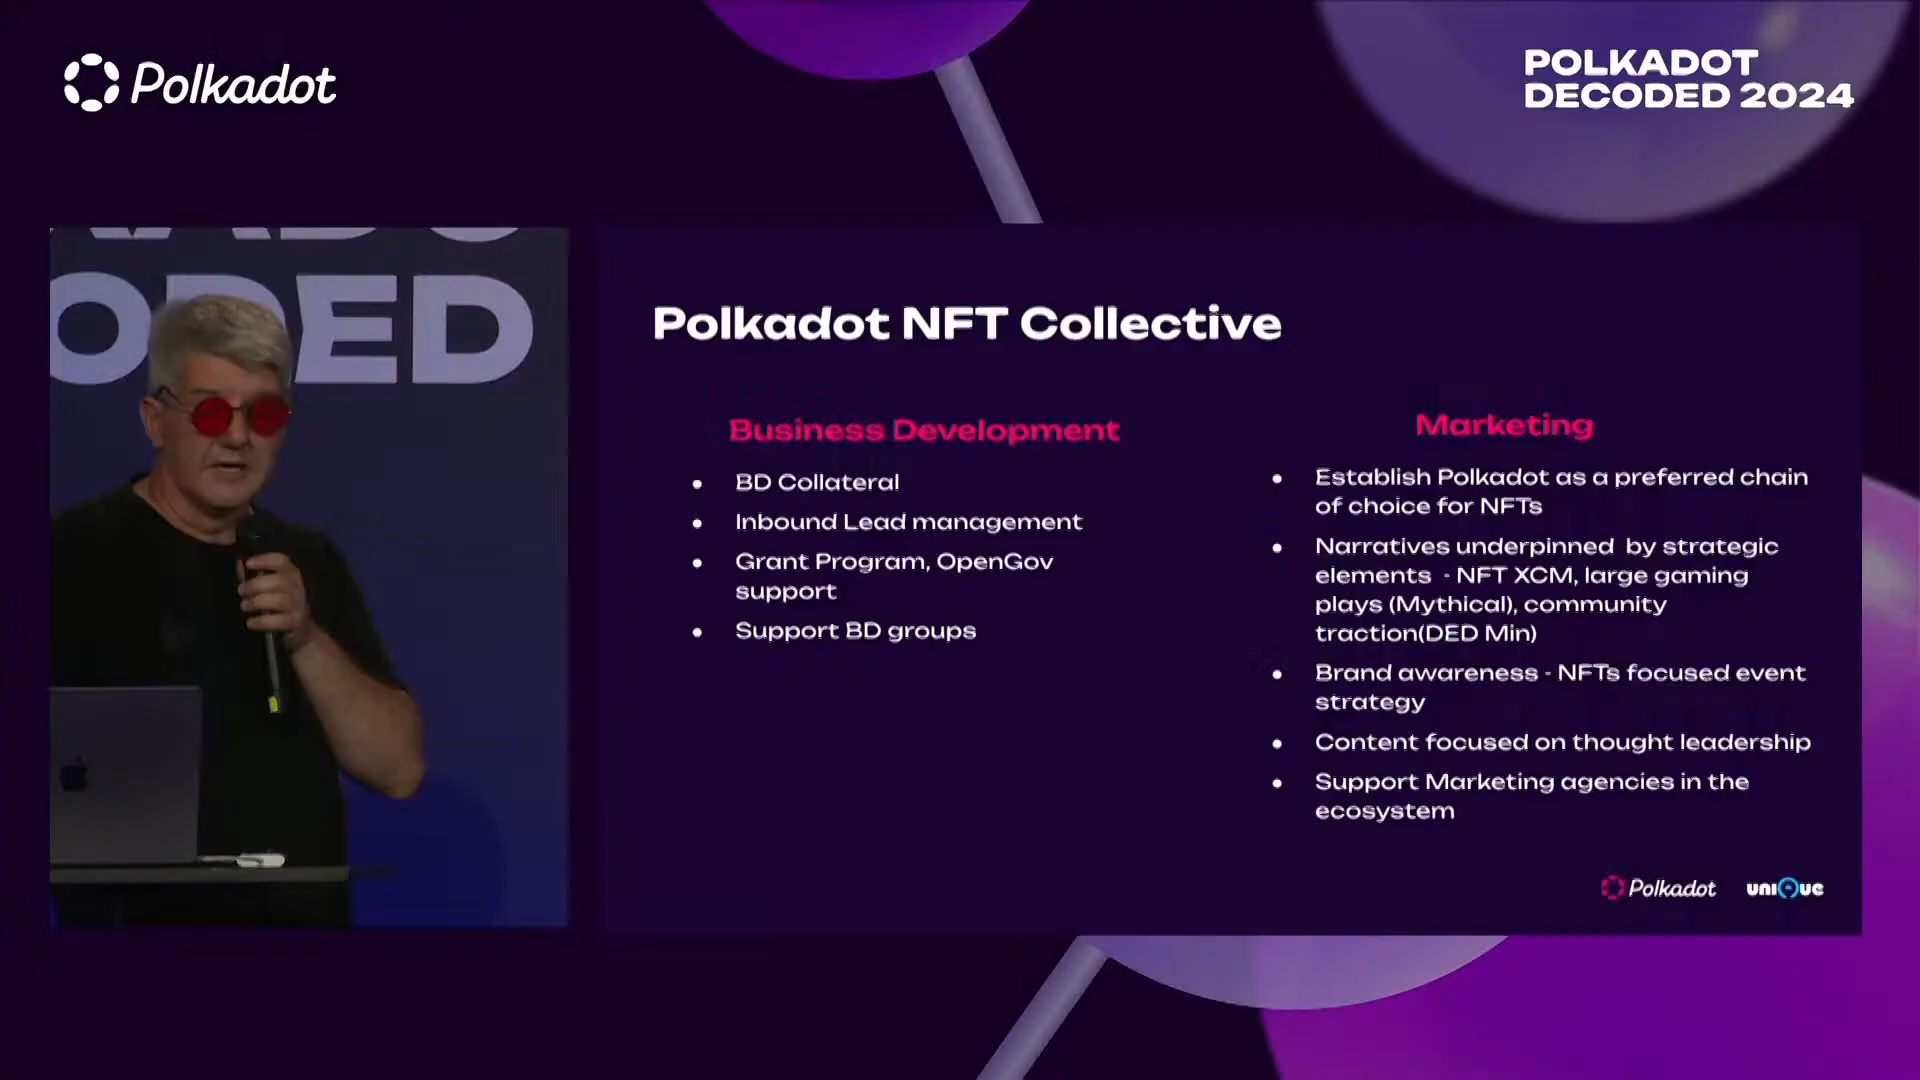 Polkadot
POLKADOT
DECODED 2024
ODED
Polkadot NFT Collective
Business Development
• BD Collateral
• Inbound Lead management
• Grant Program, OpenGov
support
• Support BD groups
Marketing
• Establish Polkadot as a preferred chain
of choice for NFTs
• Narratives underpinned  by strategic
elements  - NFT XCM, large gaming
plays (Mythical), community
traction(DED Min)
• Brand awareness - NFTs focused event
strategy
• Content focused on thought leadership
• Support Marketing agencies in the
ecosystem
Polkadot
uniQue